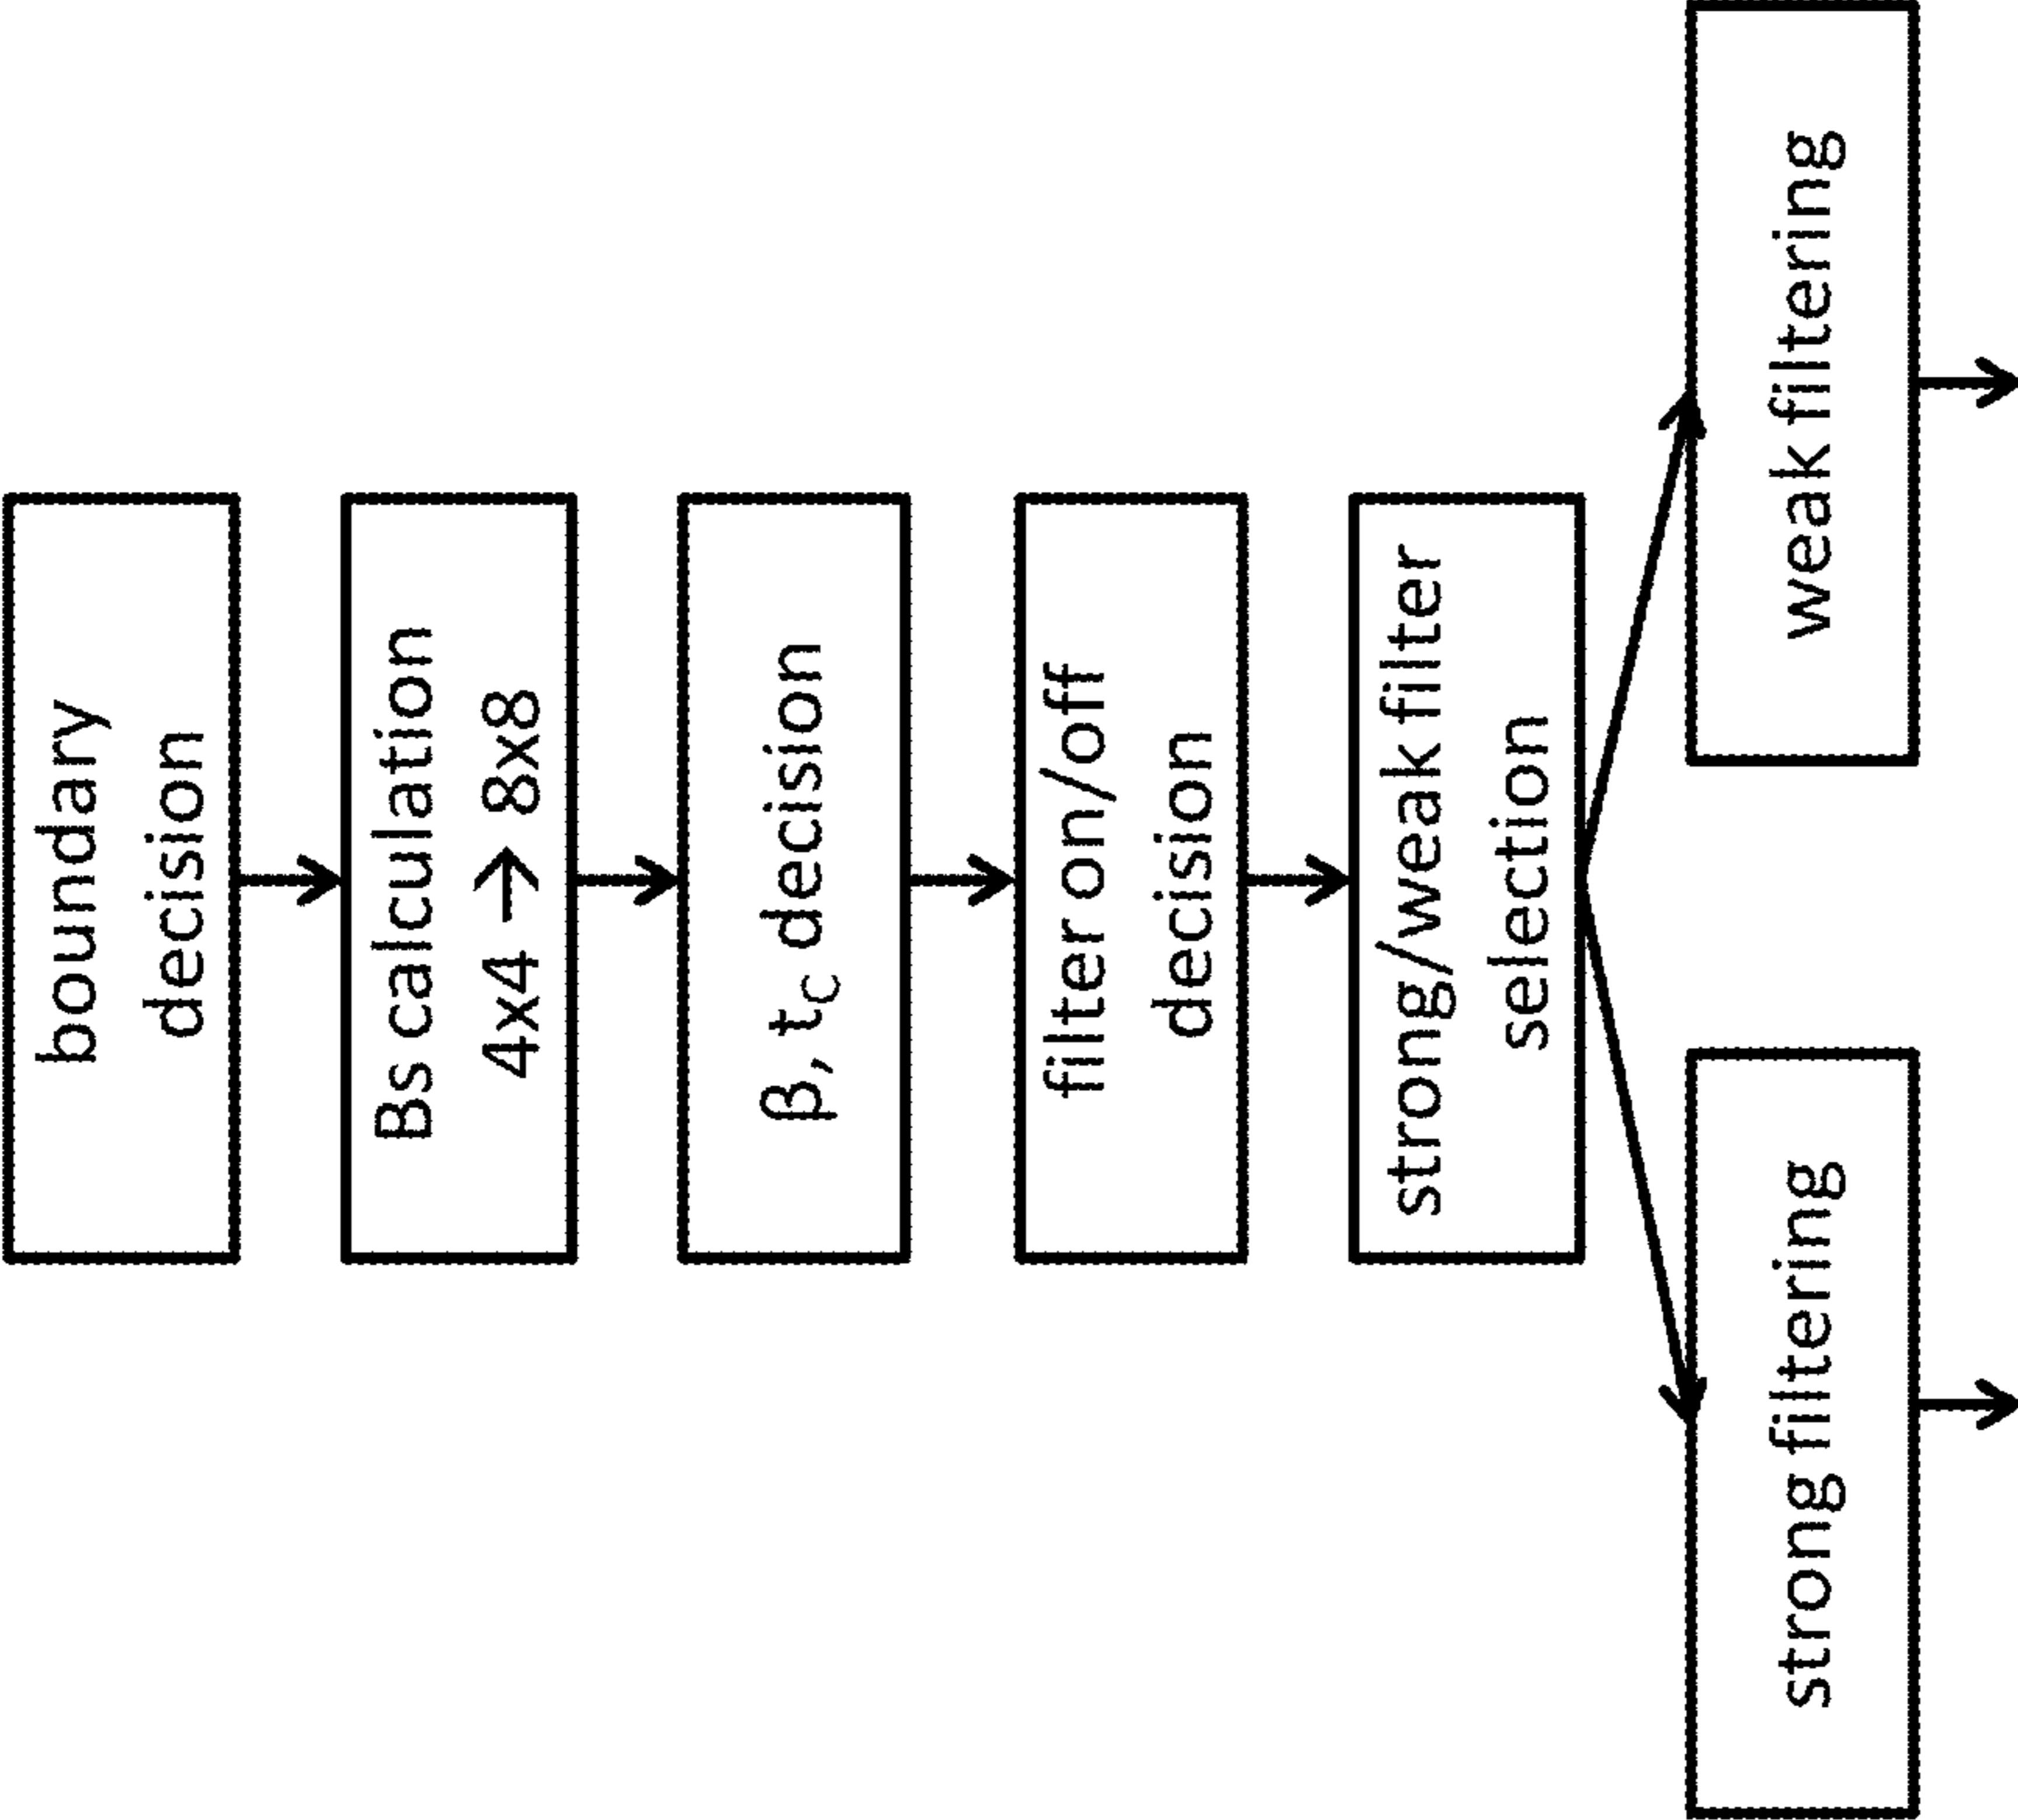 boundary
decision
Bs calculation
4x4 → 8x8
β, tC decision
filter on/off
decision
strong/weak filter
selection
strong filtering
weak filtering